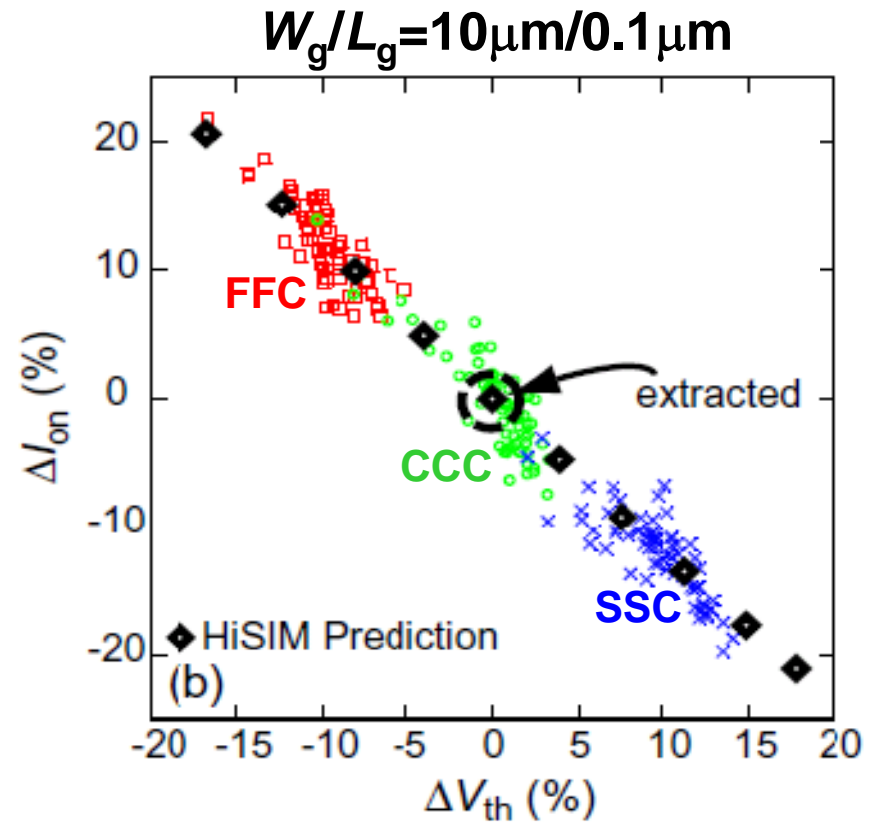 Wg/Lg=10μm/0.1μm
20
10
0
-10
-20
ΔIon (%)
FFC
CCC
SSC
extracted
HiSIM Prediction
(b)
-20 -15 -10 -5 0 5 10 15 20
ΔVth (%)